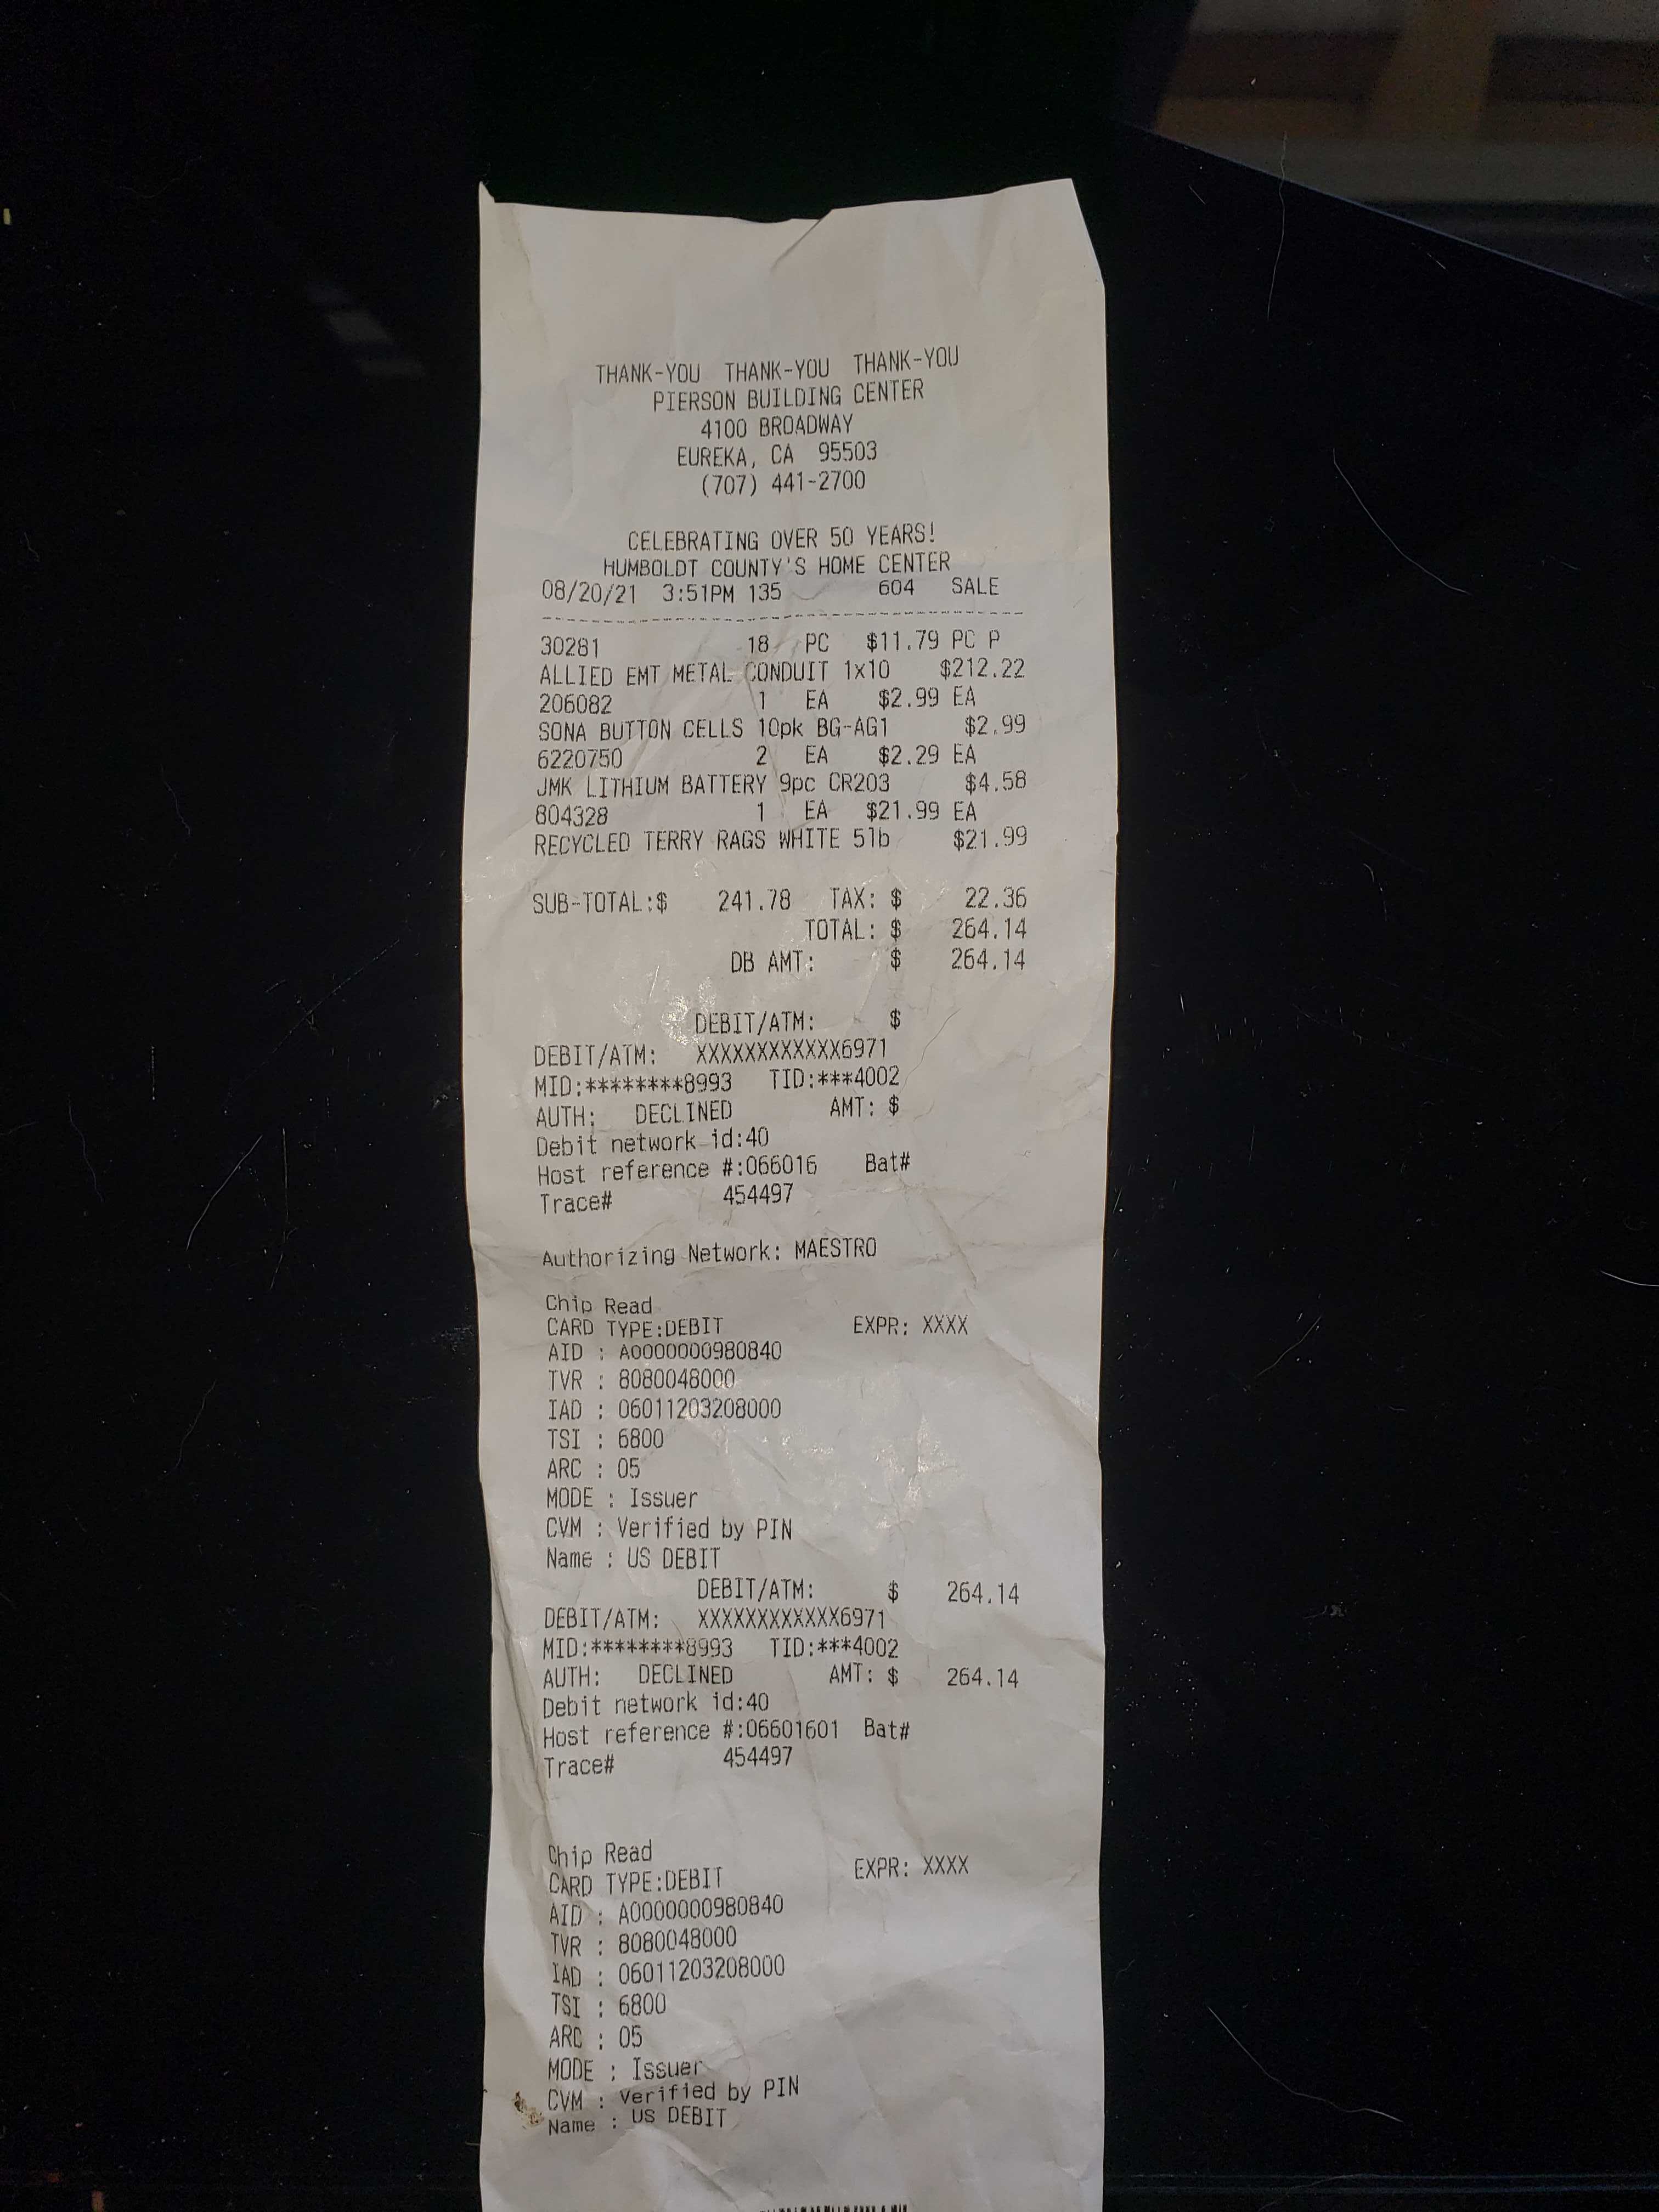 THANK-YOU THANK-YOU THANK-YOU
PIERSON BUILDING CENTER
4100 BROADWAY
EUREKA, CA 95503
(707) 441-2700
CELEBRATING OVER 50 YEARS!
HUMBOLDT COUNTY'S HOME CENTER
08/20/21 3:51PM 135 604 SALE
30281 18 PC $11.79 PC P
ALLIED EMT METAL CONDUIT 1x10 $212.22
206082 1 EA $2.99 EA
SONA BUTTON CELLS 10pk BG-AG1 $2.99
6220750 2 EA $2.29 EA
JMK LITHIUM BATTERY 9pc CR203 $4.58
804328 1 EA $21.99 EA
RECYCLED TERRY RAGS WHITE 5lb $21.99
SUB-TOTAL:$ 241.78 TAX: $ 22.36
TOTAL: $ 264.14
DB AMT: $ 264.14
DEBIT/ATM: $
DEBIT/ATM: XXXXXXXXXXXX6971
MID:********8993 TID:***4002
AUTH: DECLINED AMT: $
Debit network id:40
Host reference #:066016 Bat#
Trace# 454497
Authorizing Network: MAESTRO
Chip Read
CARD TYPE:DEBIT EXPR: XXXX
AID : A0000000980840
TVR : 8080048000
IAD : 06011203208000
TSI : 6800
ARC : 05
MODE : Issuer
CVM : Verified by PIN
Name : US DEBIT
DEBIT/ATM: $ 264.14
DEBIT/ATM: XXXXXXXXXXXX6971
MID:********8993 TID:***4002
AUTH: DECLINED AMT: $ 264.14
Debit network id:40
Host reference #:06601601 Bat#
Trace# 454497
Chip Read
CARD TYPE:DEBIT EXPR: XXXX
AID : A0000000980840
TVR : 8080048000
IAD : 06011203208000
TSI : 6800
ARC : 05
MODE : Issuer
CVM : Verified by PIN
Name : US DEBIT